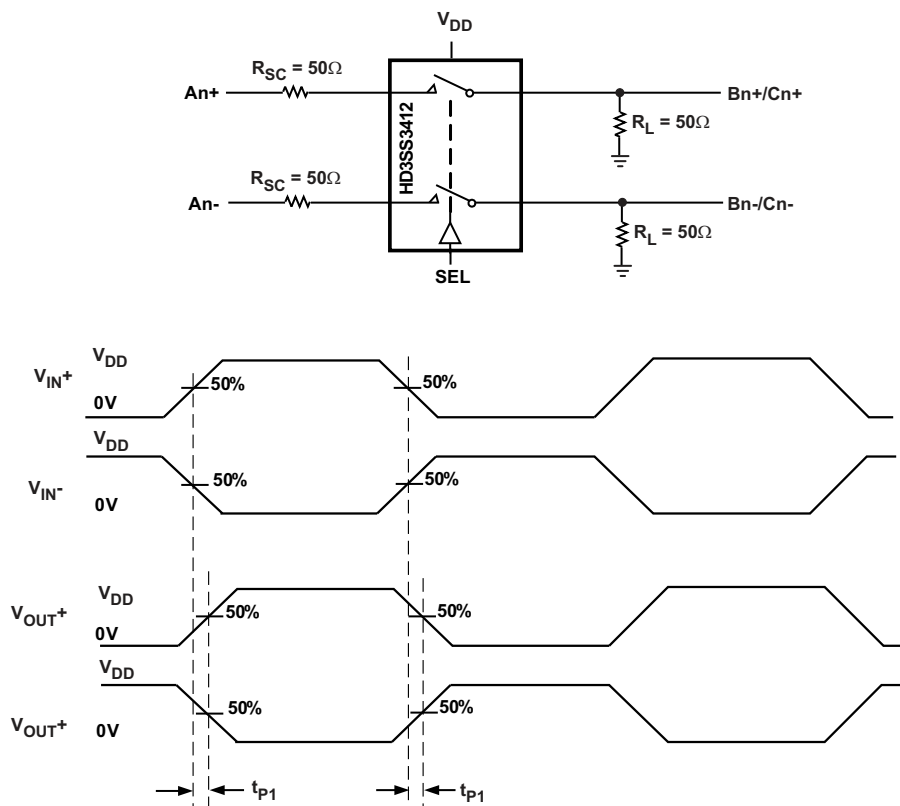 VDD
RSC = 50Ω
An+
Bn+/Cn+
RL = 50Ω
HD3SS3412
RSC = 50Ω
An-
Bn-/Cn-
RL = 50Ω
SEL
VDD
VIN+
50%
50%
0V
VDD
VIN-
50%
50%
0V
VDD
VOUT+
50%
50%
0V
VDD
VOUT+
50%
50%
0V
tP1
tP1